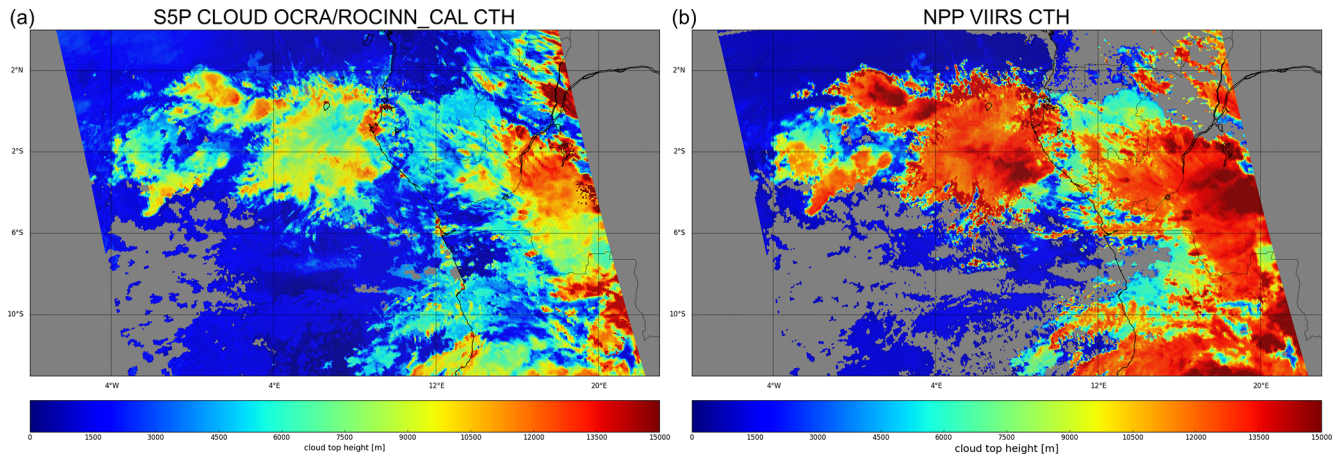 (a) S5P CLOUD OCRA/ROCINN_CAL CTH
2°N
2°S
6°S
10°S
4°W 4°E 12°E 20°E
0 1500 3000 4500 6000 7500 9000 10500 12000 13500 15000
cloud top height [m]
(b) NPP VIIRS CTH
2°N
2°S
6°S
10°S
4°W 4°E 12°E 20°E
0 1500 3000 4500 6000 7500 9000 10500 12000 13500 15000
cloud top height [m]